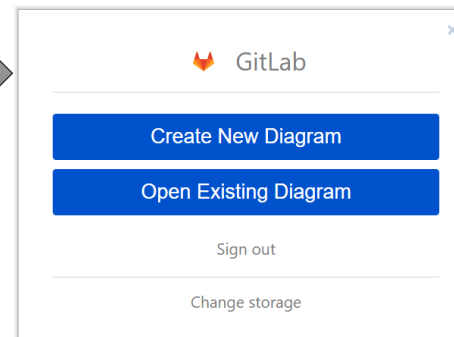 GitLab
Create New Diagram
Open Existing Diagram
Sign out
Change storage